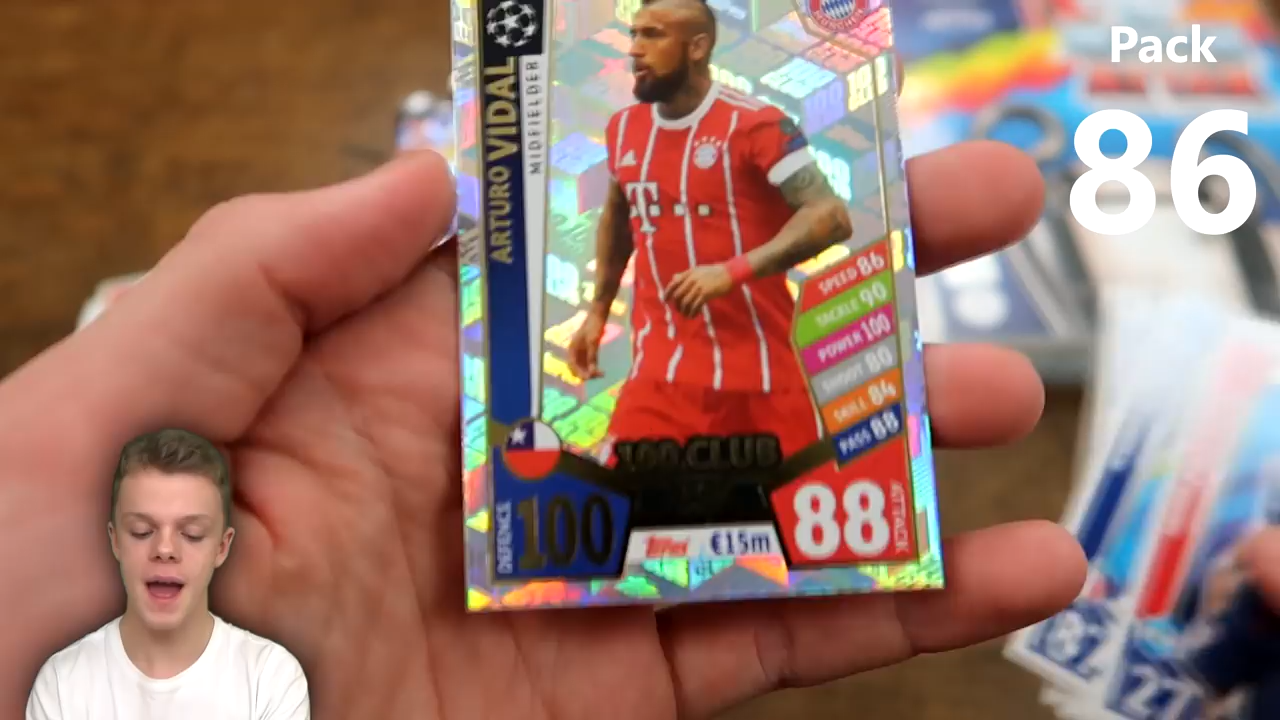 Pack
86
ARTURO VIDAL
MIDFIELDER
T
SPEED 86
TACKLE 90
POWER 100
SHOOT 80
SKILL 84
PASS 88
100 CLUB
DEFENCE
100
Topps
€15m
88
ATTACK